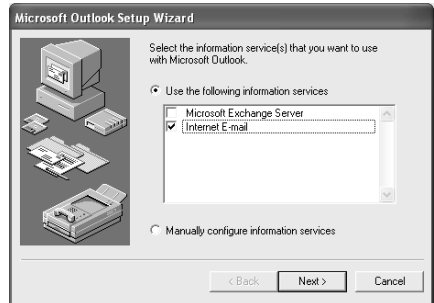 Microsoft Outlook Setup Wizard
Select the information service(s) that you want to use
with Microsoft Outlook.
Use the following information services
Microsoft Exchange Server
Internet E-mail
Manually configure information services
< Back
Next >
Cancel